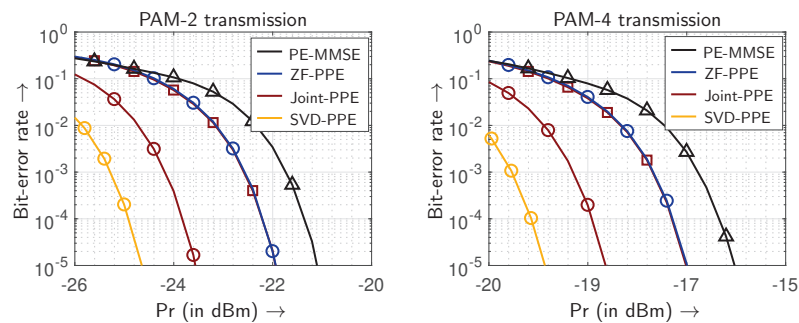 PAM-2 transmission
10^0
10^-1
10^-2
10^-3
10^-4
10^-5
Bit-error rate →
PE-MMSE
ZF-PPE
Joint-PPE
SVD-PPE
-26 -24 -22 -20
Pr (in dBm) →
PAM-4 transmission
10^0
10^-1
10^-2
10^-3
10^-4
10^-5
Bit-error rate →
PE-MMSE
ZF-PPE
Joint-PPE
SVD-PPE
-20 -19 -18 -17 -16 -15
Pr (in dBm) →